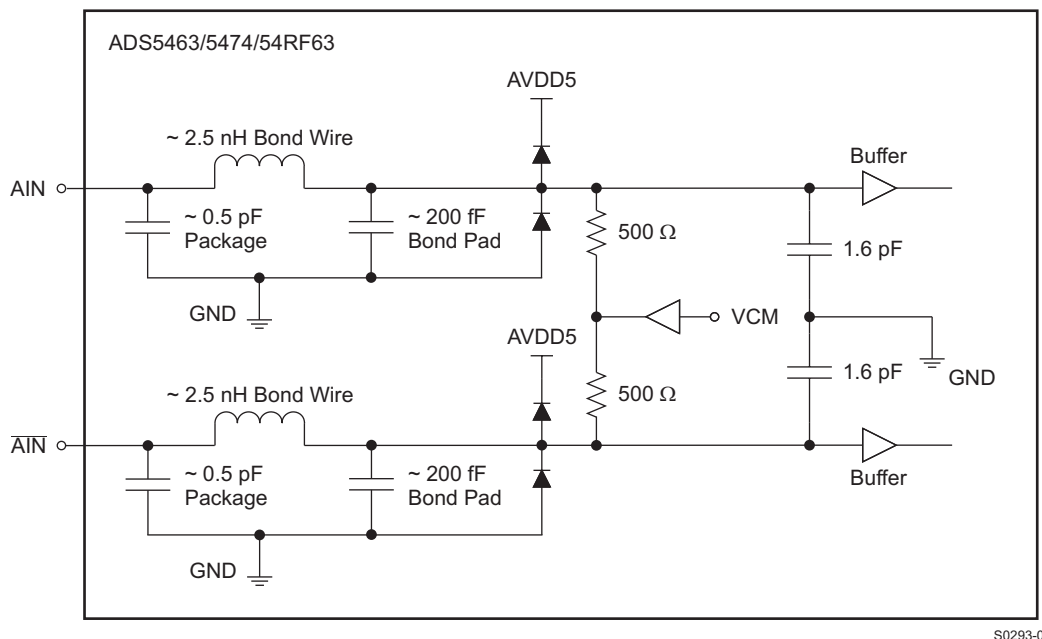 ADS5463/5474/54RF63
AVDD5
~ 2.5 nH Bond Wire
Buffer
AIN
~ 0.5 pF
Package
~ 200 fF
Bond Pad
500 Ω
1.6 pF
GND
VCM
AVDD5
GND
~ 2.5 nH Bond Wire
500 Ω
1.6 pF
A̅I̅N̅
~ 0.5 pF
Package
~ 200 fF
Bond Pad
Buffer
GND